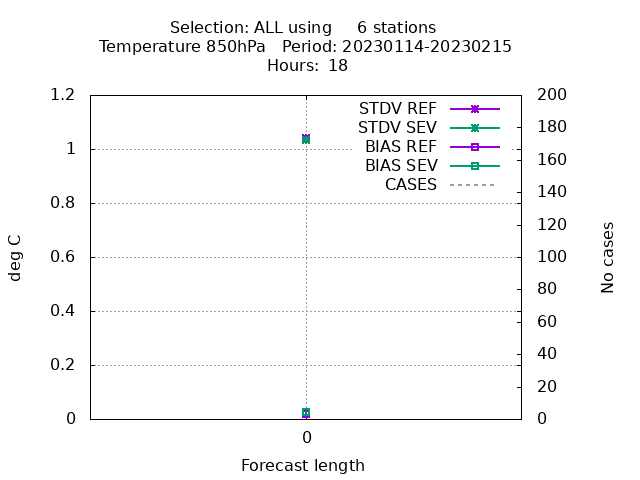 Selection: ALL using     6 stations
Temperature 850hPa   Period: 20230114-20230215
Hours:  18
STDV REF
STDV SEV
BIAS REF
BIAS SEV
CASES
1.2
1
0.8
0.6
0.4
0.2
0
deg C
200
180
160
140
120
100
80
60
40
20
0
No cases
0
Forecast length